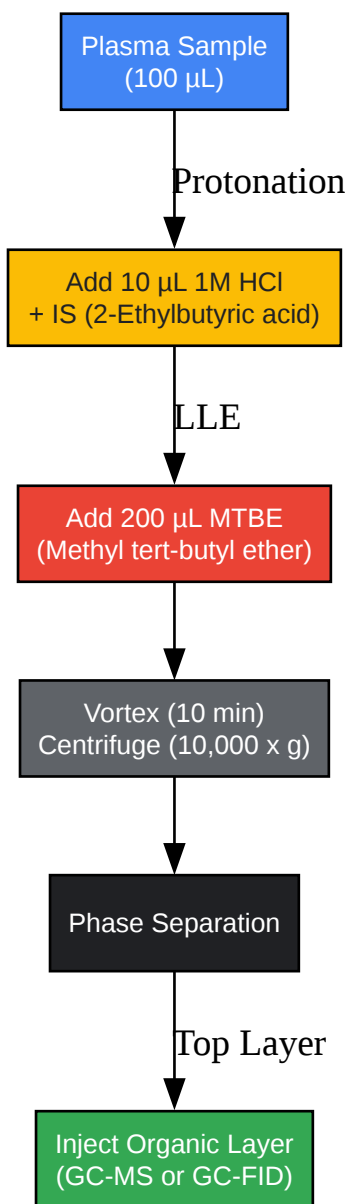 Plasma Sample
(100 µL)
Protonation
Add 10 µL 1M HCl
+ IS (2-Ethylbutyric acid)
LLE
Add 200 µL MTBE
(Methyl tert-butyl ether)
Vortex (10 min)
Centrifuge (10,000 x g)
Phase Separation
Top Layer
Inject Organic Layer
(GC-MS or GC-FID)